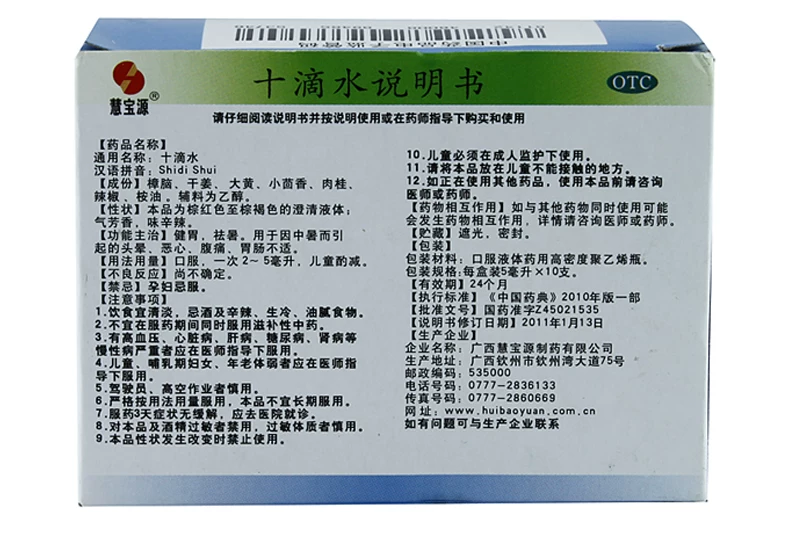 中国药品电子监管码
慧宝源®
十滴水说明书
OTC
请仔细阅读说明书并按说明使用或在药师指导下购买和使用
【药品名称】
通用名称：十滴水
汉语拼音：Shidi Shui
【成份】樟脑、干姜、大黄、小茴香、肉桂、
辣椒、桉油。辅料为乙醇。
【性状】本品为棕红色至棕褐色的澄清液体；
气芳香，味辛辣。
【功能主治】健胃，祛暑。用于因中暑而引
起的头晕、恶心、腹痛、胃肠不适。
【用法用量】口服，一次2～5毫升，儿童酌减。
【不良反应】尚不确定。
【禁忌】孕妇忌服。
【注意事项】
1.饮食宜清淡，忌酒及辛辣、生冷、油腻食物。
2.不宜在服药期间同时服用滋补性中药。
3.有高血压、心脏病、肝病、糖尿病、肾病等
慢性病严重者应在医师指导下服用。
4.儿童、哺乳期妇女、年老体弱者应在医师指
导下服用。
5.驾驶员、高空作业者慎用。
6.严格按用法用量服用，本品不宜长期服用。
7.服药3天症状无缓解，应去医院就诊。
8.对本品及酒精过敏者禁用，过敏体质者慎用。
9.本品性状发生改变时禁止使用。
10.儿童必须在成人监护下使用。
11.请将本品放在儿童不能接触的地方。
12.如正在使用其他药品，使用本品前请咨询
医师或药师。
【药物相互作用】如与其他药物同时使用可能
会发生药物相互作用，详情请咨询医师或药师。
【贮藏】遮光，密封。
【包装】
包装材料：口服液体药用高密度聚乙烯瓶。
包装规格：每盒装5毫升×10支。
【有效期】24个月
【执行标准】《中国药典》2010年版一部
【批准文号】国药准字Z45021535
【说明书修订日期】2011年1月13日
【生产企业】
企业名称：广西慧宝源制药有限公司
生产地址：广西钦州市钦州湾大道75号
邮政编码：535000
电话号码：0777-2836133
传真号码：0777-2860669
网址：www.huibaoyuan.com.cn
如有问题可与生产企业联系